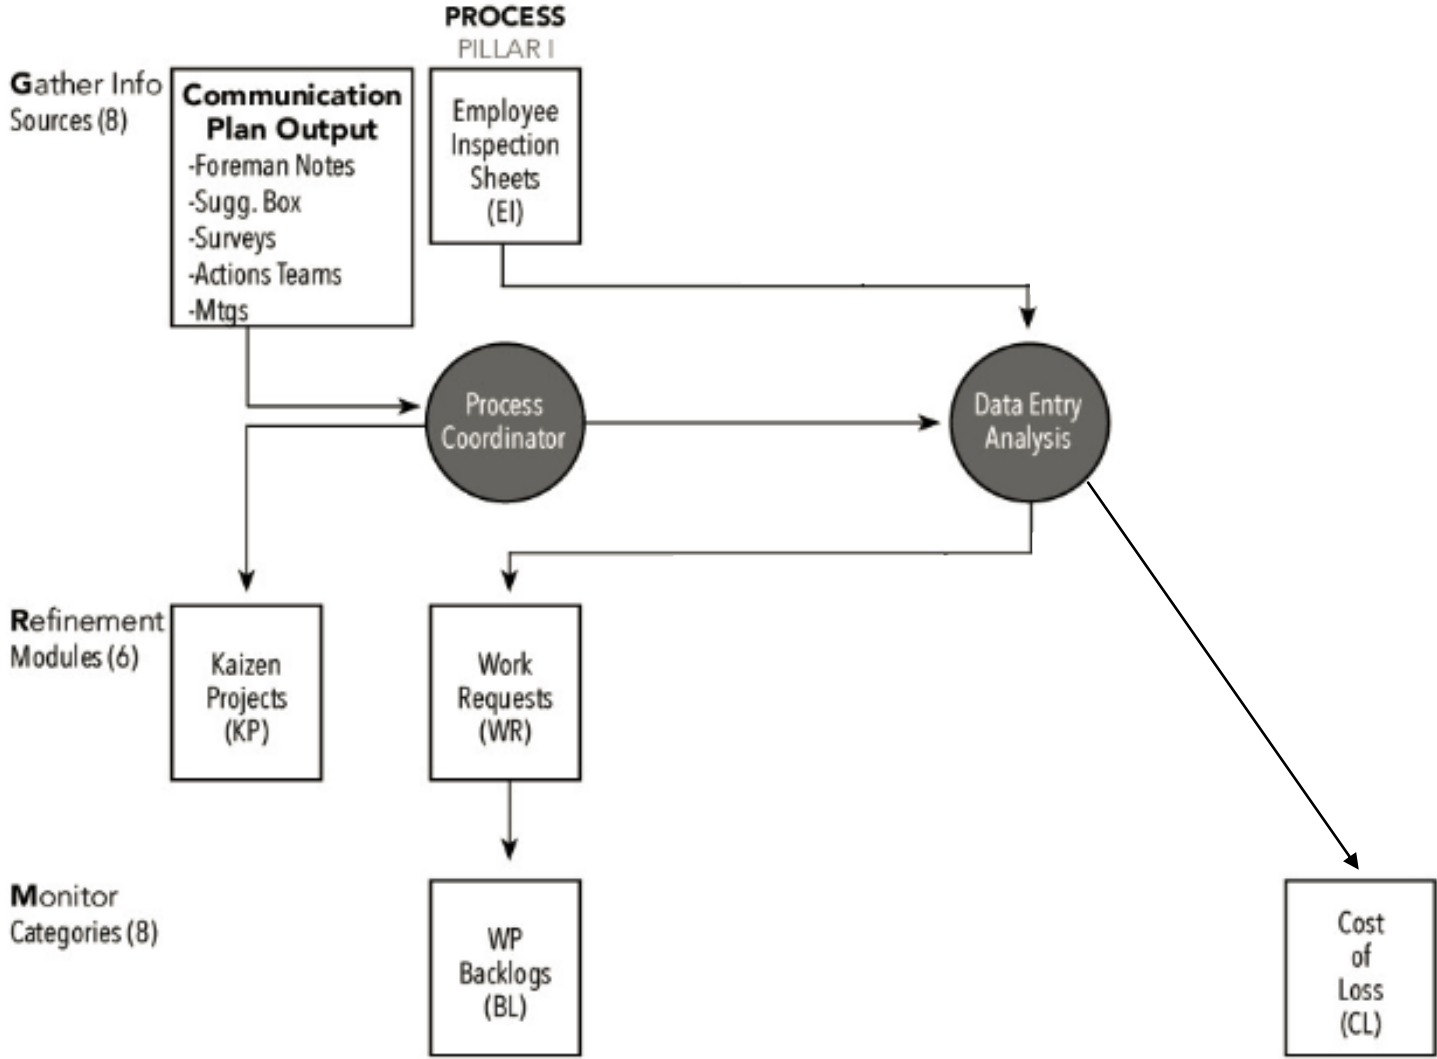 PROCESS
PILLAR I
Gather Info
Sources (8)
Communication
Plan Output
-Foreman Notes
-Sugg. Box
-Surveys
-Actions Teams
-Mtgs
Employee
Inspection
Sheets
(EI)
Process
Coordinator
Data Entry
Analysis
Refinement
Modules (6)
Kaizen
Projects
(KP)
Work
Requests
(WR)
Monitor
Categories (8)
WP
Backlogs
(BL)
Cost
of
Loss
(CL)